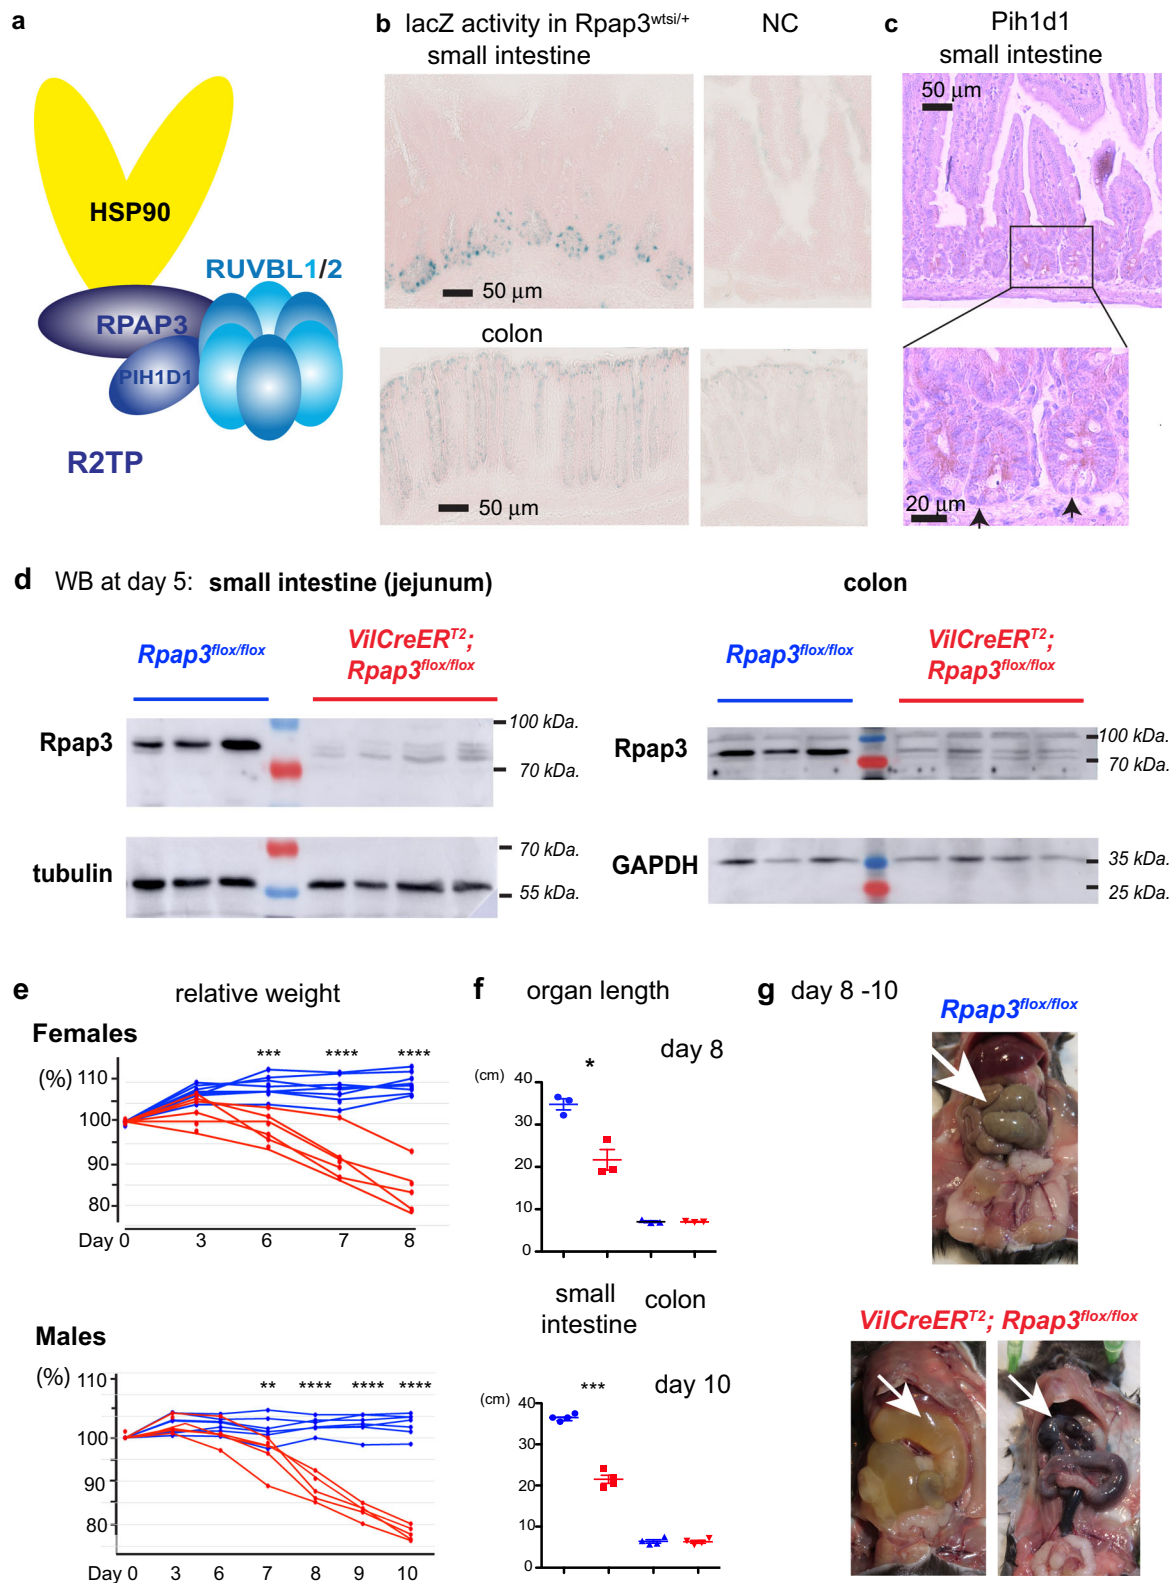 a
HSP90
RUVBL1/2
RPAP3
PIH1D1
R2TP
b lacZ activity in Rpap3wtsi/+ NC
small intestine
50 μm
colon
50 μm
c Pih1d1
small intestine
50 μm
20 μm
d WB at day 5: small intestine (jejunum) colon
Rpap3flox/flox
VilCreERT2;
Rpap3flox/flox
Rpap3
100 kDa.
70 kDa.
tubulin
70 kDa.
55 kDa.
Rpap3flox/flox
VilCreERT2;
Rpap3flox/flox
Rpap3
100 kDa.
70 kDa.
GAPDH
35 kDa.
25 kDa.
e relative weight
Females
(%)
*** **** ****
110
100
90
80
Day 0 3 6 7 8
Males
(%)
** **** **** ****
110
100
90
80
Day 0 3 6 7 8 9 10
f organ length
day 8
(cm)
*
40
30
20
10
0
small
intestine
colon
day 10
(cm)
***
40
30
20
10
0
g day 8 -10
Rpap3flox/flox
VilCreERT2; Rpap3flox/flox